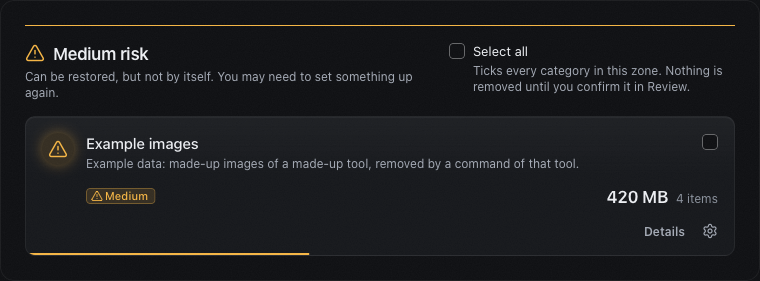 Medium risk
Can be restored, but not by itself. You may need to set something up
again.
Select all
Ticks every category in this zone. Nothing is
removed until you confirm it in Review.
Example images
Example data: made-up images of a made-up tool, removed by a command of that tool.
Medium
420 MB 4 items
Details